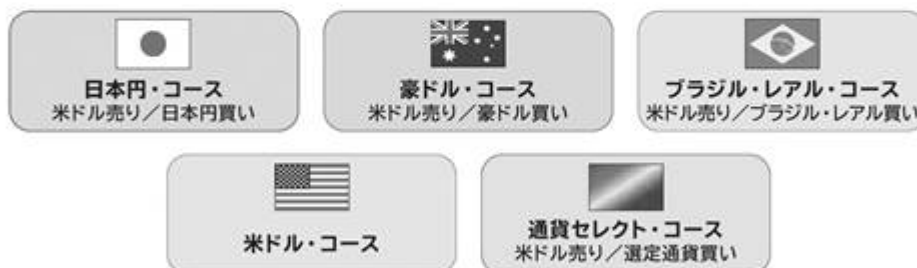 日本円・コース
米ドル売り／日本円買い
豪ドル・コース
米ドル売り／豪ドル買い
ブラジル・レアル・コース
米ドル売り／ブラジル・レアル買い
米ドル・コース
通貨セレクト・コース
米ドル売り／選定通貨買い